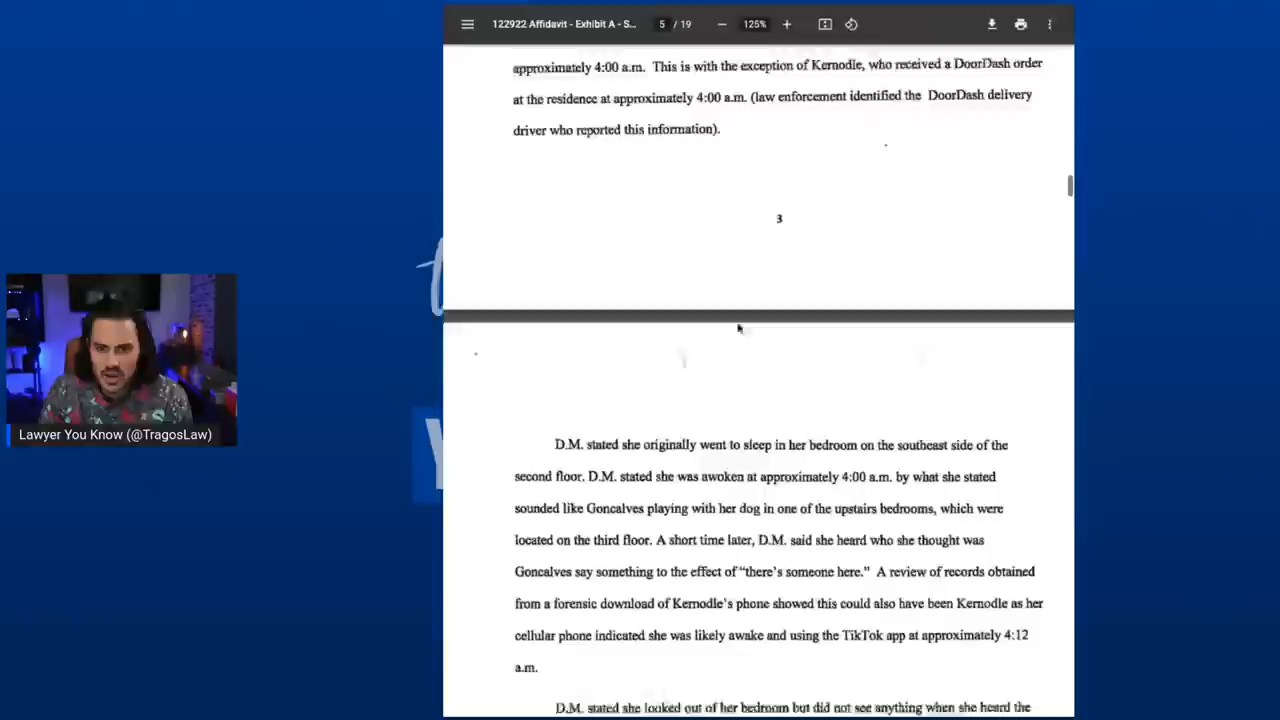 122922 Affidavit - Exhibit A - S... 5 / 19 125%
approximately 4:00 a.m. This is with the exception of Kernodle, who received a DoorDash order
at the residence at approximately 4:00 a.m. (law enforcement identified the DoorDash delivery
driver who reported this information).
3
D.M. stated she originally went to sleep in her bedroom on the southeast side of the
second floor. D.M. stated she was awoken at approximately 4:00 a.m. by what she stated
sounded like Goncalves playing with her dog in one of the upstairs bedrooms, which were
located on the third floor. A short time later, D.M. said she heard who she thought was
Goncalves say something to the effect of "there's someone here." A review of records obtained
from a forensic download of Kernodle's phone showed this could also have been Kernodle as her
cellular phone indicated she was likely awake and using the TikTok app at approximately 4:12
a.m.
D.M. stated she looked out of her bedroom but did not see anything when she heard the
Lawyer You Know (@TragosLaw)